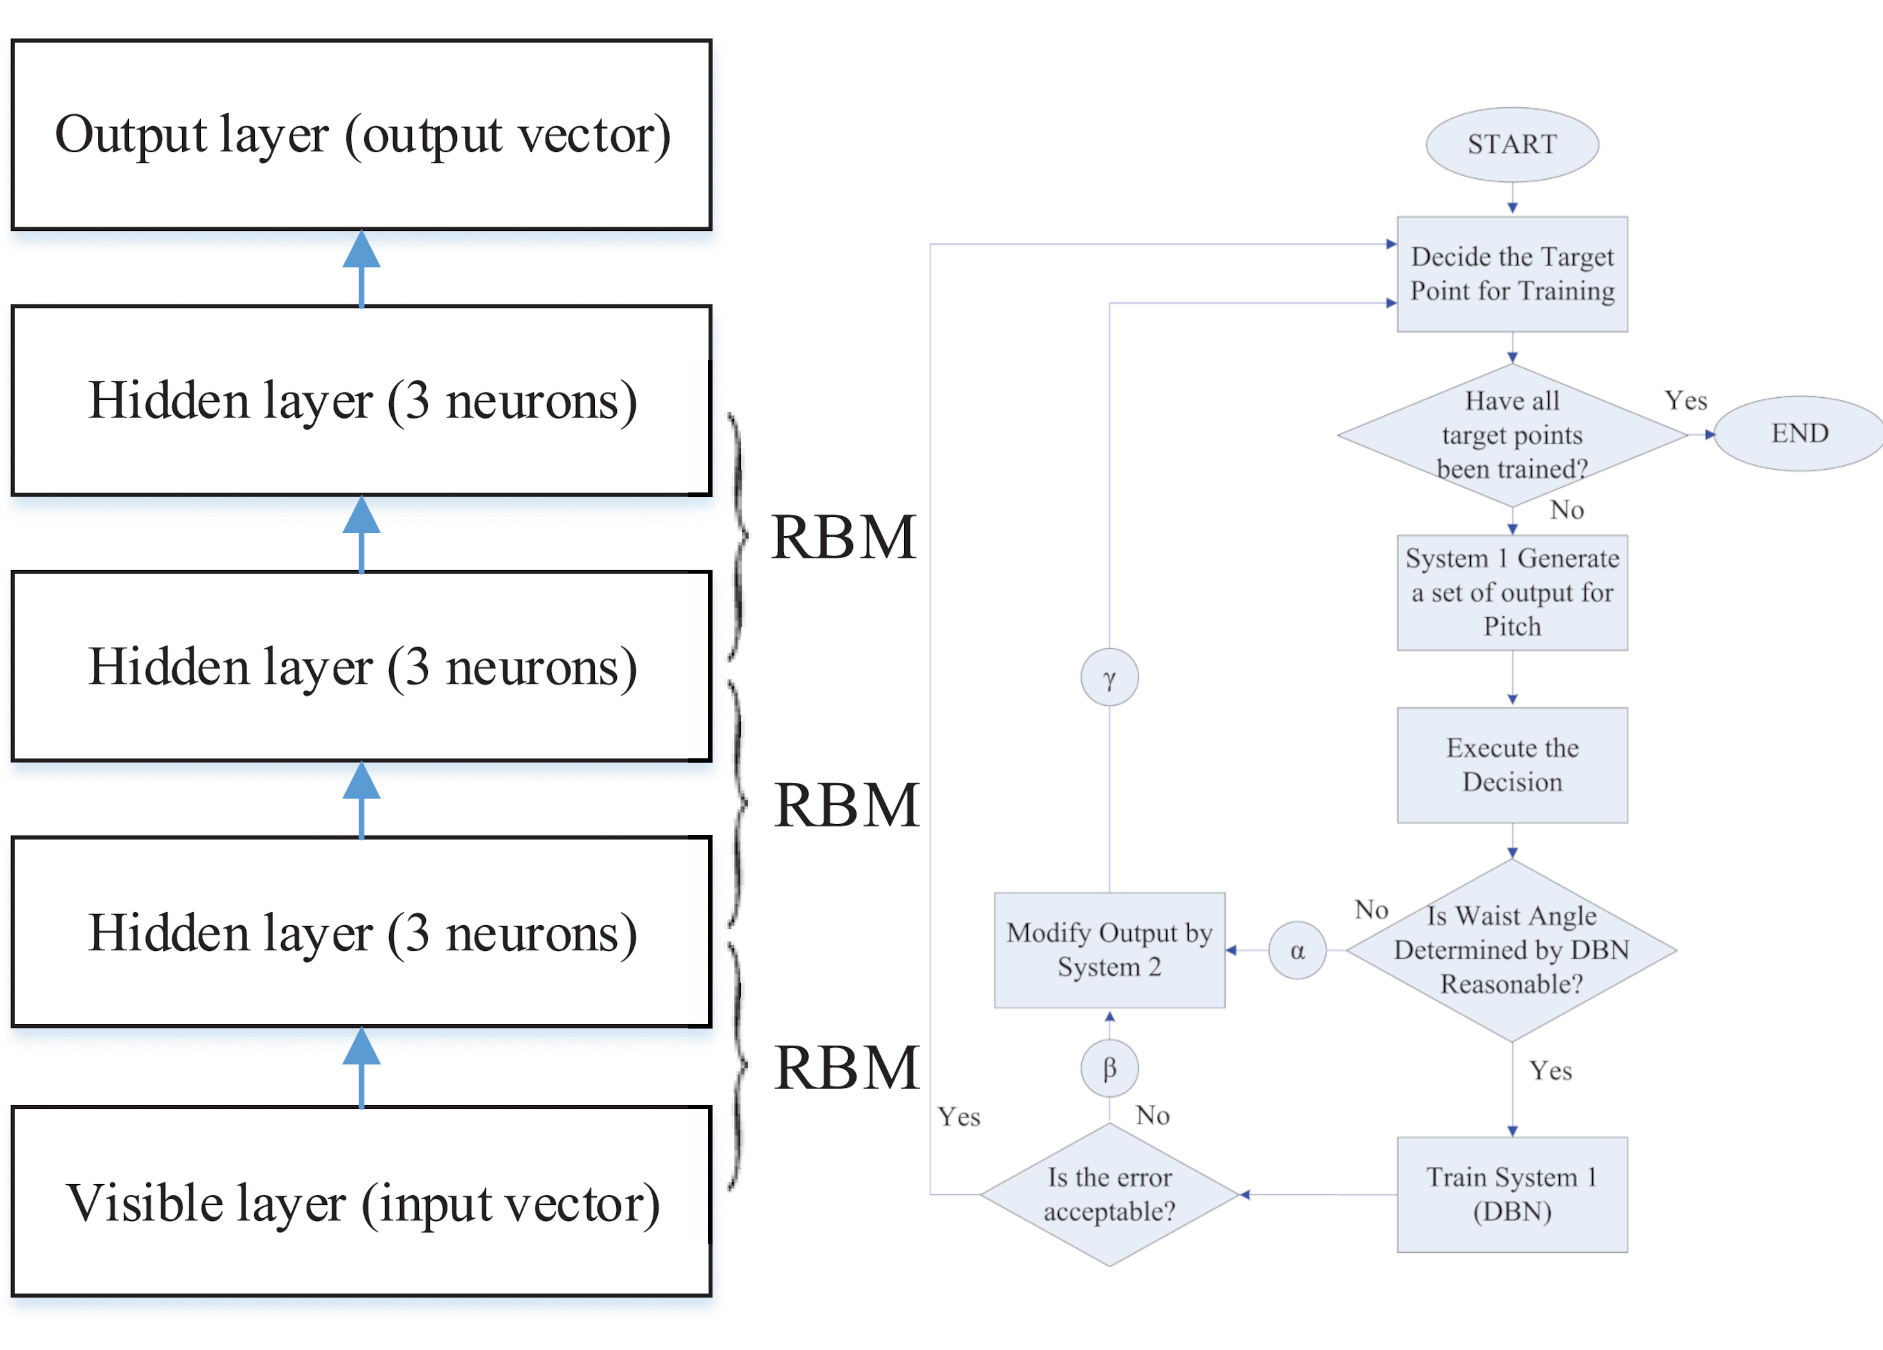 Output layer (output vector)
Hidden layer (3 neurons)
Hidden layer (3 neurons)
Hidden layer (3 neurons)
Visible layer (input vector)
RBM
RBM
RBM
START
Decide the Target
Point for Training
Have all
target points
been trained?
Yes
END
No
System 1 Generate
a set of output for
Pitch
Execute the
Decision
Is Waist Angle
Determined by DBN
Reasonable?
No
α
Modify Output by
System 2
γ
Yes
Train System 1
(DBN)
Is the error
acceptable?
No
β
Yes